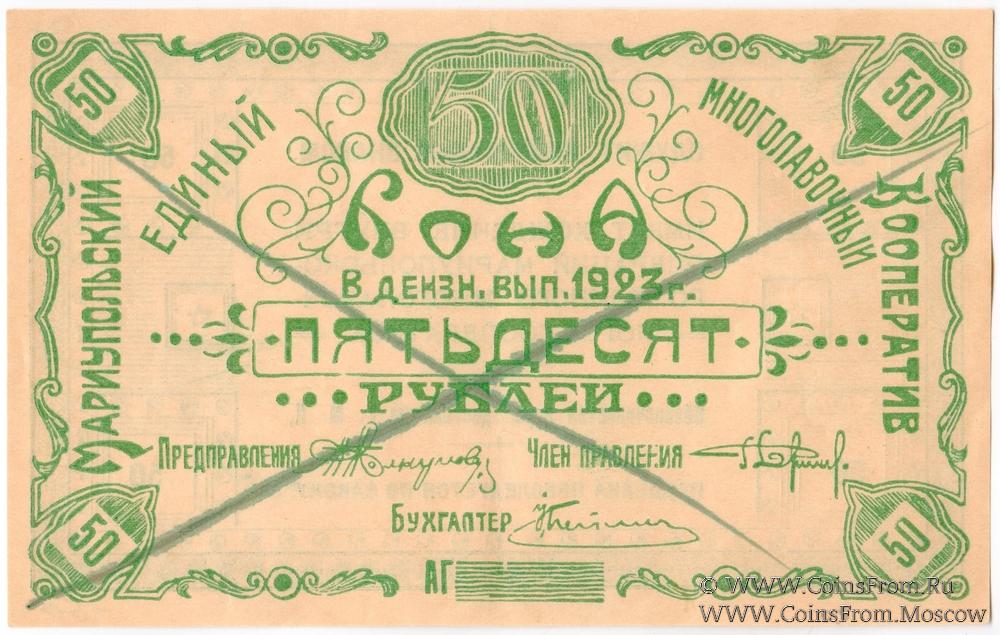 50
50
50
МАРИУПОЛЬСКИЙ
ЕДИНЫЙ
МНОГОЛАВОЧНЫЙ
КООПЕРАТИВ
БОНА
В ДЕНЗН. ВЫП. 1923 г.
ПЯТЬДЕСЯТ
РУБЛЕЙ
ПРЕДПРАВЛЕНИЯ
ЧЛЕН ПРАВЛЕНИЯ
БУХГАЛТЕР
50
АГ
50
© WWW.CoinsFrom.Ru
WWW.CoinsFrom.Moscow